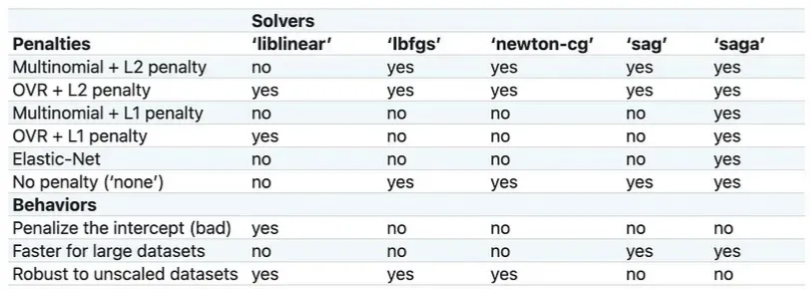 Solvers
Penalties ‘liblinear’ ‘lbfgs’ ‘newton-cg’ ‘sag’ ‘saga’
Multinomial + L2 penalty no yes yes yes yes
OVR + L2 penalty yes yes yes yes yes
Multinomial + L1 penalty no no no no yes
OVR + L1 penalty yes no no no yes
Elastic-Net no no no no yes
No penalty (‘none’) no yes yes yes yes
Behaviors
Penalize the intercept (bad) yes no no no no
Faster for large datasets no no no yes yes
Robust to unscaled datasets yes yes yes no no